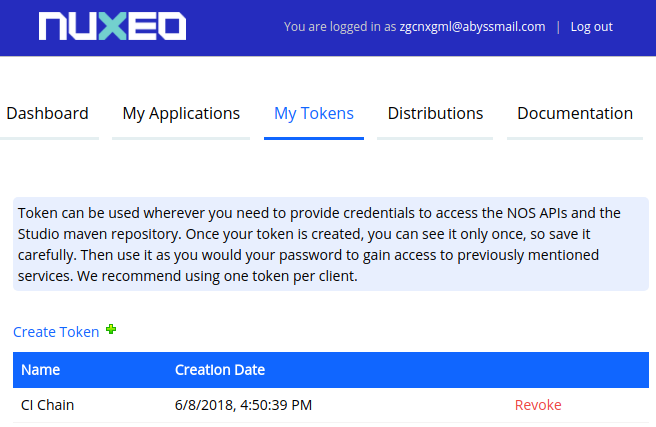 nuxeo
You are logged in as zgcnxgml@abyssmail.com | Log out
Dashboard My Applications My Tokens Distributions Documentation
Token can be used wherever you need to provide credentials to access the NOS APIs and the
Studio maven repository. Once your token is created, you can see it only once, so save it
carefully. Then use it as you would your password to gain access to previously mentioned
services. We recommend using one token per client.
Create Token
Name Creation Date
CI Chain 6/8/2018, 4:50:39 PM Revoke